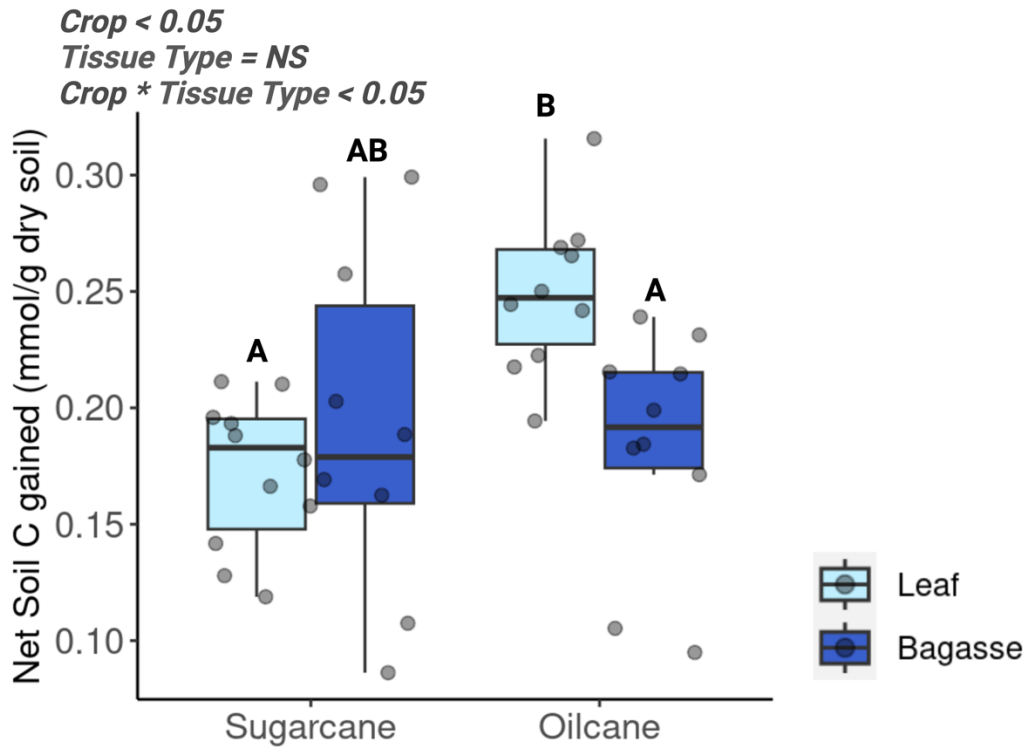 Crop < 0.05
Tissue Type = NS
Crop * Tissue Type < 0.05
Net Soil C gained (mmol/g dry soil)
0.30
0.25
0.20
0.15
0.10
A
AB
B
A
Sugarcane
Oilcane
Leaf
Bagasse